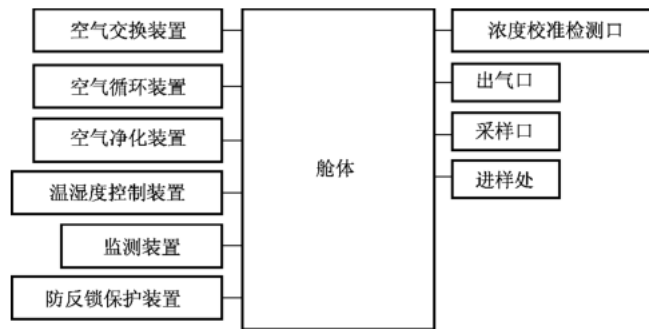 空气交换装置
空气循环装置
空气净化装置
温湿度控制装置
监测装置
防反锁保护装置
舱体
浓度校准检测口
出气口
采样口
进样处